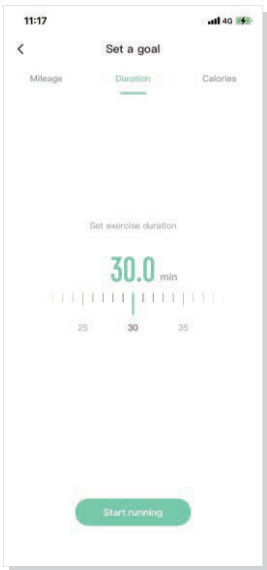 11:17 4G
Set a goal
Mileage Duration Calories
Set exercise duration
30.0 min
25 30 35
Start running